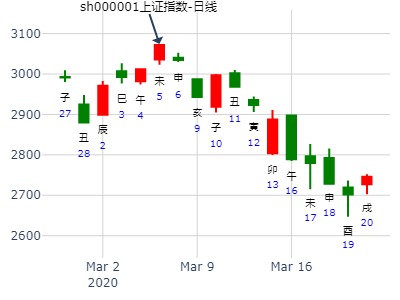 sh000001上证指数-日线
3100
3000
2900
2800
2700
2600
子
27
丑
28
辰
2
巳
3
午
4
未
5
申
6
亥
9
子
10
丑
11
寅
12
卯
13
午
16
未
17
申
18
酉
19
戌
20
Mar 2
2020
Mar 9
Mar 16